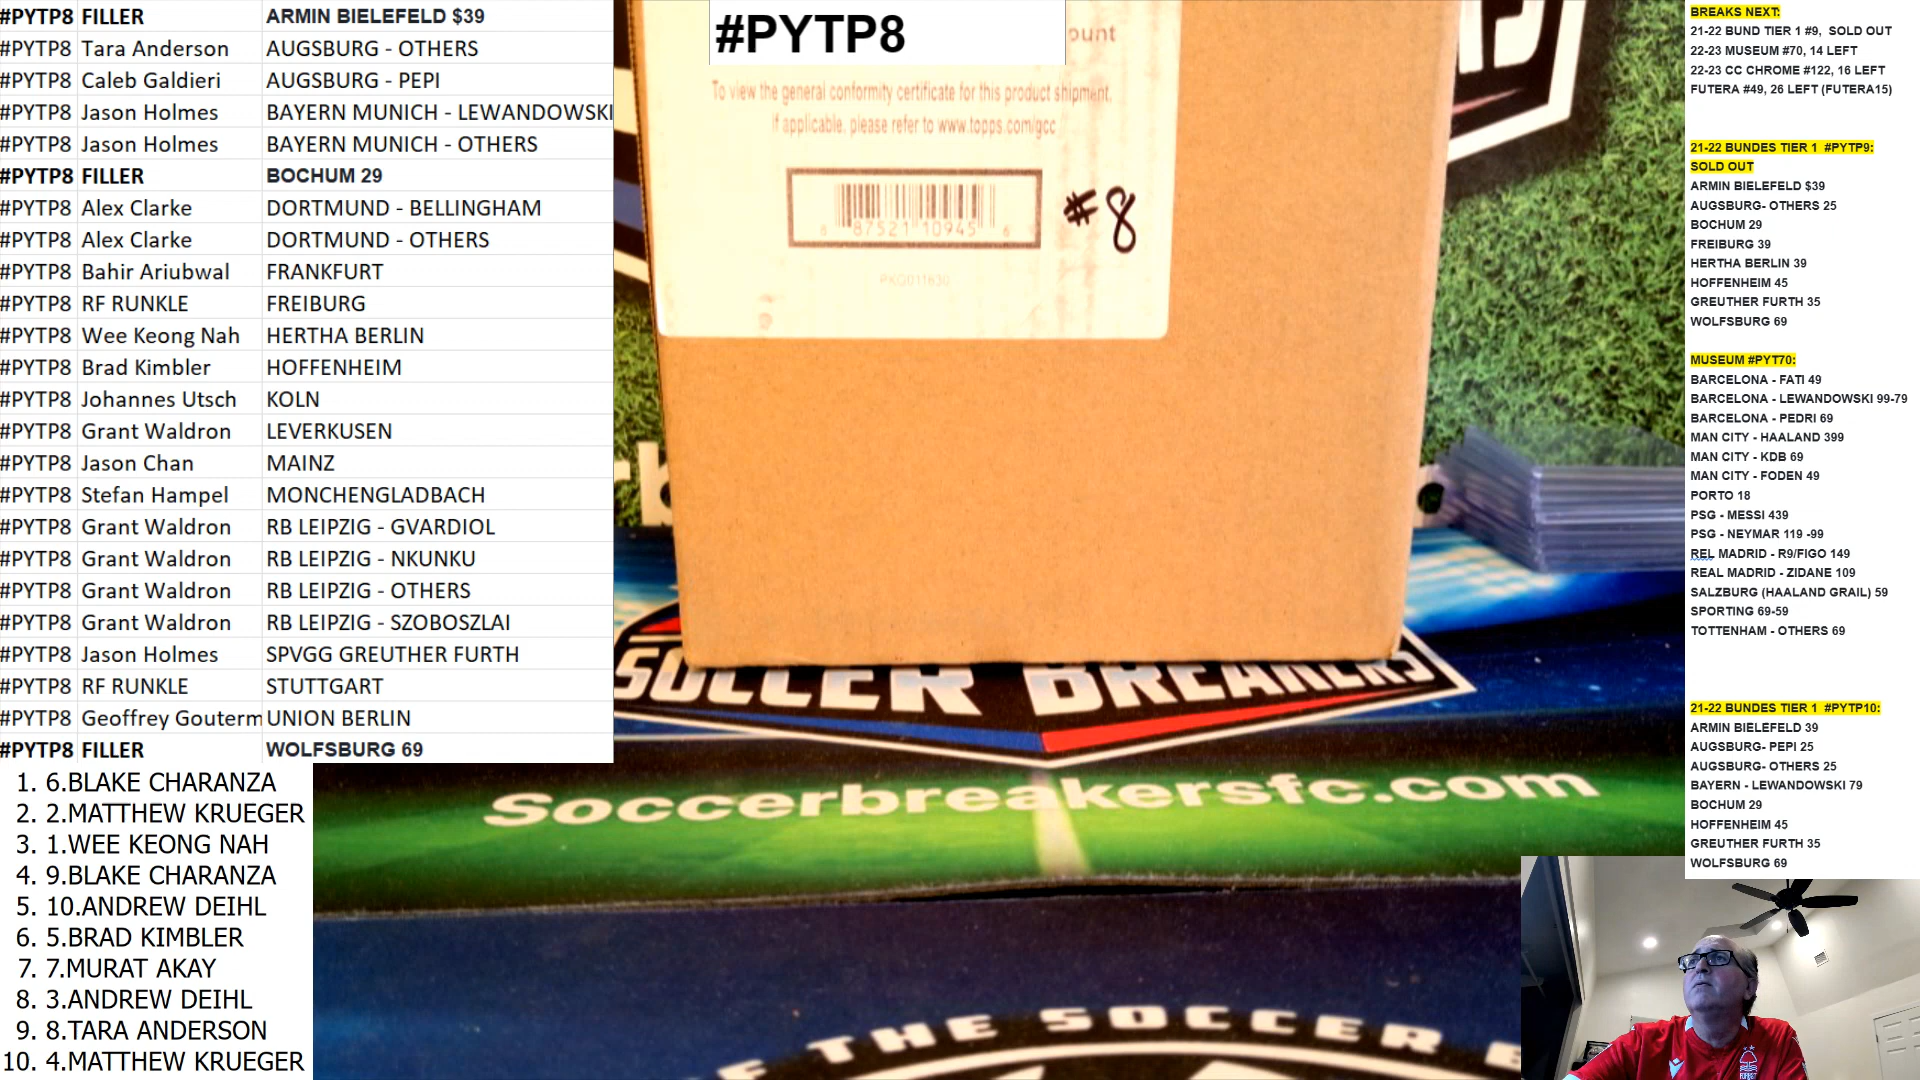 #PYTP8 FILLER ARMIN BIELEFELD $39
#PYTP8 Tara Anderson AUGSBURG - OTHERS
#PYTP8 Caleb Galdieri AUGSBURG - PEPI
#PYTP8 Jason Holmes BAYERN MUNICH - LEWANDOWSKI
#PYTP8 Jason Holmes BAYERN MUNICH - OTHERS
#PYTP8 FILLER BOCHUM 29
#PYTP8 Alex Clarke DORTMUND - BELLINGHAM
#PYTP8 Alex Clarke DORTMUND - OTHERS
#PYTP8 Bahir Ariubwal FRANKFURT
#PYTP8 RF RUNKLE FREIBURG
#PYTP8 Wee Keong Nah HERTHA BERLIN
#PYTP8 Brad Kimbler HOFFENHEIM
#PYTP8 Johannes Utsch KOLN
#PYTP8 Grant Waldron LEVERKUSEN
#PYTP8 Jason Chan MAINZ
#PYTP8 Stefan Hampel MONCHENGLADBACH
#PYTP8 Grant Waldron RB LEIPZIG - GVARDIOL
#PYTP8 Grant Waldron RB LEIPZIG - NKUNKU
#PYTP8 Grant Waldron RB LEIPZIG - OTHERS
#PYTP8 Grant Waldron RB LEIPZIG - SZOBOSZLAI
#PYTP8 Jason Holmes SPVGG GREUTHER FURTH
#PYTP8 RF RUNKLE STUTTGART
#PYTP8 Geoffrey Gouterm UNION BERLIN
#PYTP8 FILLER WOLFSBURG 69
1. 6.BLAKE CHARANZA
2. 2.MATTHEW KRUEGER
3. 1.WEE KEONG NAH
4. 9.BLAKE CHARANZA
5. 10.ANDREW DEIHL
6. 5.BRAD KIMBLER
7. 7.MURAT AKAY
8. 3.ANDREW DEIHL
9. 8.TARA ANDERSON
10. 4.MATTHEW KRUEGER
#PYTP8
ount
To view the general conformity certificate for this product shipment,
if applicable, please refer to www.topps.com/gcc
8 87521 10945 6
#8
PKG011630
SOCCER BREAKERS
Soccerbreakersfc.com
THE SOCCER
BREAKS NEXT:
21-22 BUND TIER 1 #9, SOLD OUT
22-23 MUSEUM #70, 14 LEFT
22-23 CC CHROME #122, 16 LEFT
FUTERA #49, 26 LEFT (FUTERA15)
21-22 BUNDES TIER 1 #PYTP9:
SOLD OUT
ARMIN BIELEFELD $39
AUGSBURG- OTHERS 25
BOCHUM 29
FREIBURG 39
HERTHA BERLIN 39
HOFFENHEIM 45
GREUTHER FURTH 35
WOLFSBURG 69
MUSEUM #PYT70:
BARCELONA - FATI 49
BARCELONA - LEWANDOWSKI 99-79
BARCELONA - PEDRI 69
MAN CITY - HAALAND 399
MAN CITY - KDB 69
MAN CITY - FODEN 49
PORTO 18
PSG - MESSI 439
PSG - NEYMAR 119 -99
REL MADRID - R9/FIGO 149
REAL MADRID - ZIDANE 109
SALZBURG (HAALAND GRAIL) 59
SPORTING 69-59
TOTTENHAM - OTHERS 69
21-22 BUNDES TIER 1 #PYTP10:
ARMIN BIELEFELD 39
AUGSBURG- PEPI 25
AUGSBURG- OTHERS 25
BAYERN - LEWANDOWSKI 79
BOCHUM 29
HOFFENHEIM 45
GREUTHER FURTH 35
WOLFSBURG 69